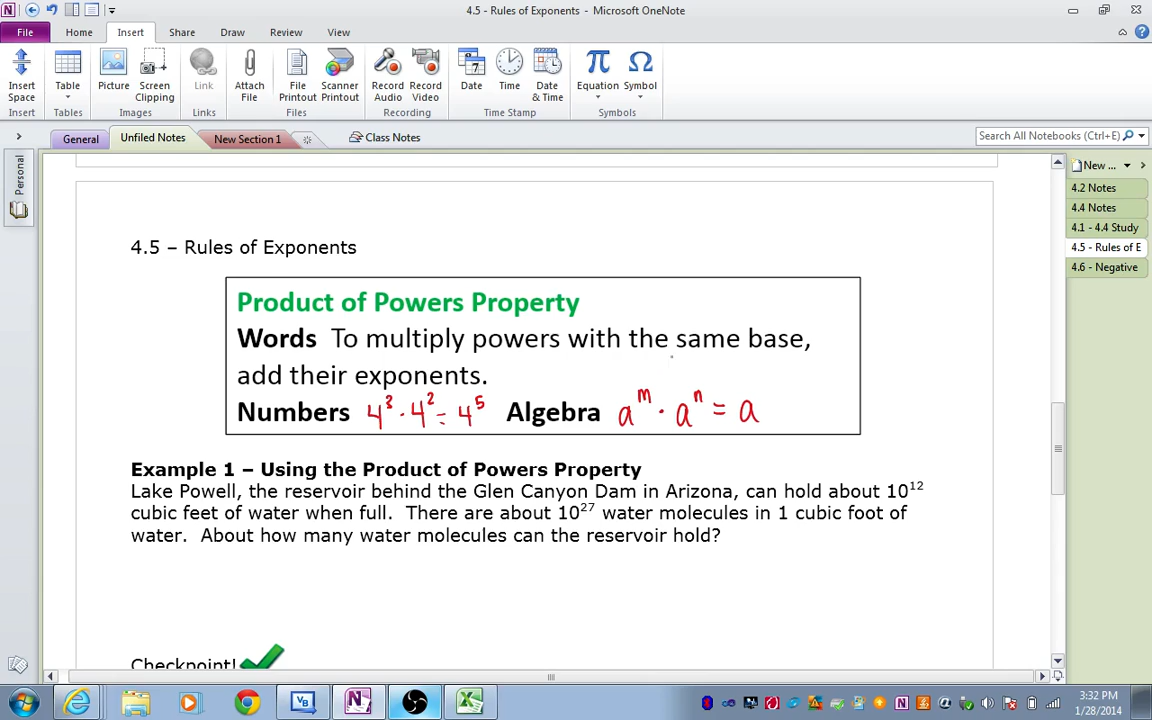 4.5 - Rules of Exponents - Microsoft OneNote
File Home Insert Share Draw Review View
Insert Space Table Picture Screen Clipping Link Attach File File Printout Scanner Printout Record Audio Record Video Date Time Date & Time Equation Symbol
Insert Tables Images Links Files Recording Time Stamp Symbols
General Unfiled Notes New Section 1 Class Notes Search All Notebooks (Ctrl+E)
Personal
New ...
4.2 Notes
4.4 Notes
4.1 - 4.4 Study
4.5 - Rules of E
4.6 - Negative
4.5 – Rules of Exponents
Product of Powers Property
Words To multiply powers with the same base,
add their exponents.
Numbers 4³ · 4² = 4⁵ Algebra aᵐ · aⁿ = a
Example 1 – Using the Product of Powers Property
Lake Powell, the reservoir behind the Glen Canyon Dam in Arizona, can hold about 10¹²
cubic feet of water when full. There are about 10²⁷ water molecules in 1 cubic foot of
water. About how many water molecules can the reservoir hold?
Checkpoint!
3:32 PM
1/28/2014